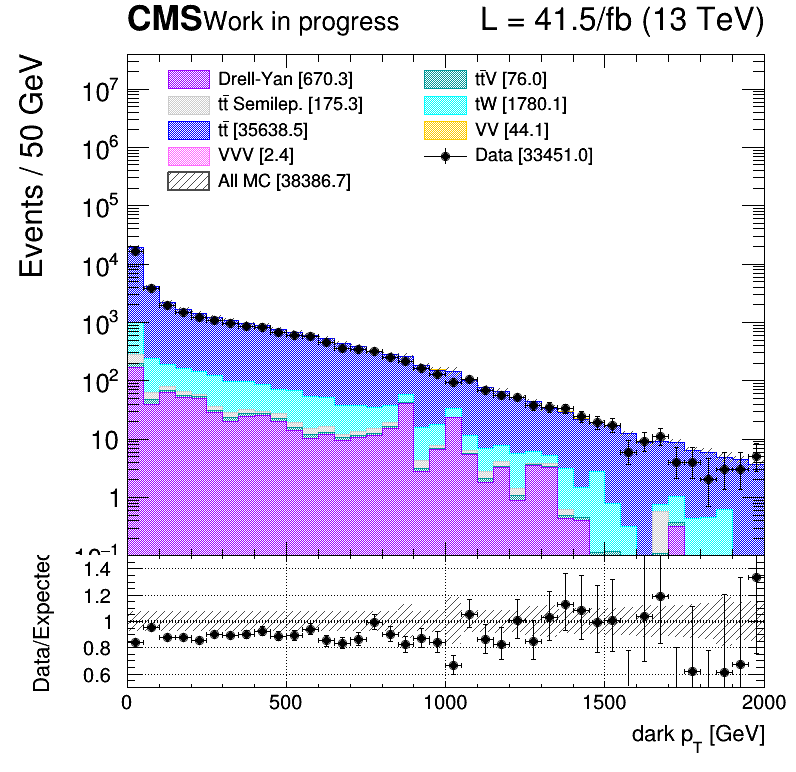 CMS Work in progress L = 41.5/fb (13 TeV)
Events / 50 GeV
Drell-Yan [670.3]
tt̄ Semilep. [175.3]
tt̄ [35638.5]
VVV [2.4]
All MC [38386.7]
tt̄V [76.0]
tW [1780.1]
VV [44.1]
Data [33451.0]
10⁷
10⁶
10⁵
10⁴
10³
10²
10
1
10⁻¹
Data/Expected
1.4
1.2
1
0.8
0.6
0 500 1000 1500 2000
dark p_T [GeV]